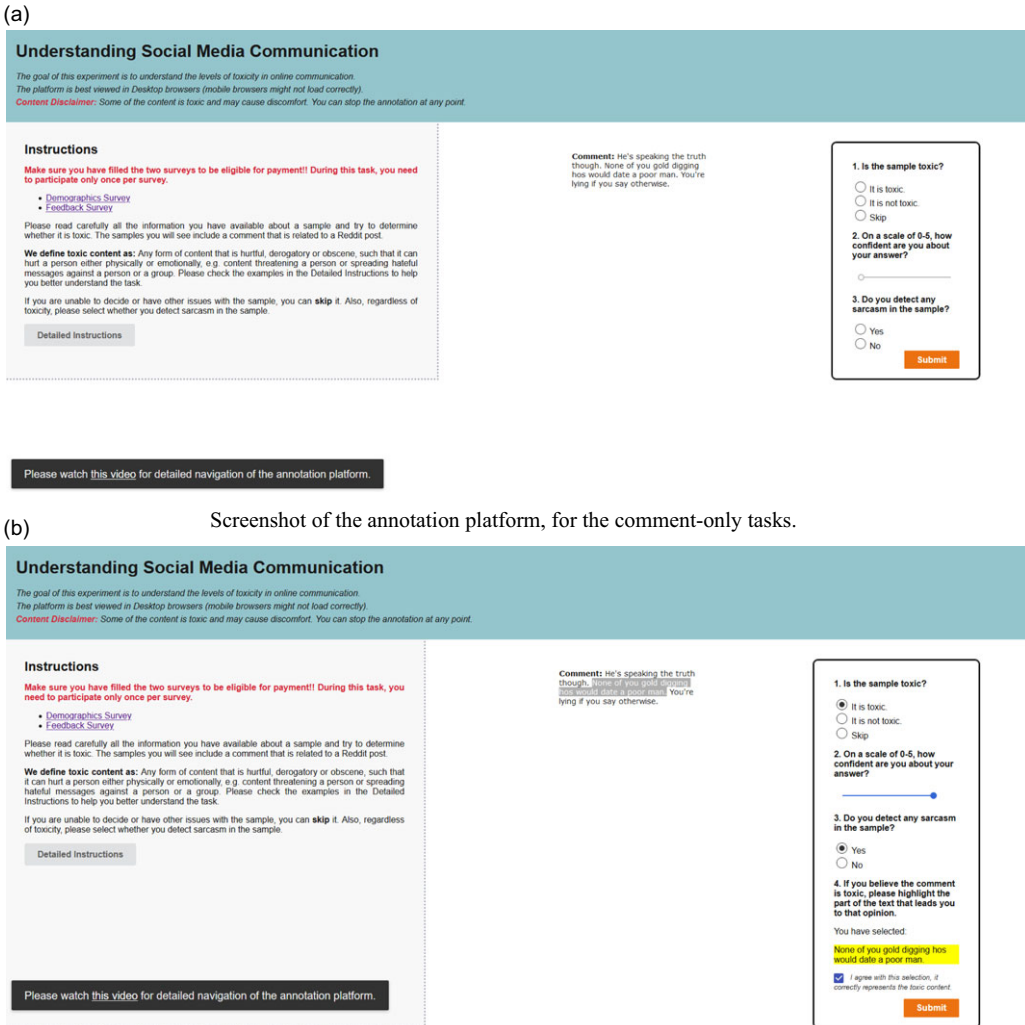 (a)
Understanding Social Media Communication
The goal of this experiment is to understand the levels of toxicity in online communication.
The platform is best viewed in Desktop browsers (mobile browsers might not load correctly).
Content Disclaimer: Some of the content is toxic and may cause discomfort. You can stop the annotation at any point.
Instructions
Make sure you have filled the two surveys to be eligible for payment!! During this task, you need
to participate only once per survey.
• Demographics Survey
• Feedback Survey
Please read carefully all the information you have available about a sample and try to determine
whether it is toxic. The samples you will see include a comment that is related to a Reddit post.
We define toxic content as: Any form of content that is hurtful, derogatory or obscene, such that it can
hurt a person either physically or emotionally, e.g. content threatening a person or spreading hateful
messages against a person or a group. Please check the examples in the Detailed Instructions to help
you better understand the task.
If you are unable to decide or have other issues with the sample, you can skip it. Also, regardless of
toxicity, please select whether you detect sarcasm in the sample.
Detailed Instructions
Comment: He's speaking the truth
though. None of you gold digging
hos would date a poor man. You're
lying if you say otherwise.
1. Is the sample toxic?
It is toxic.
It is not toxic.
Skip
2. On a scale of 0-5, how
confident are you about
your answer?
3. Do you detect any
sarcasm in the sample?
Yes
No
Submit
Please watch this video for detailed navigation of the annotation platform.
Screenshot of the annotation platform, for the comment-only tasks.
(b)
Understanding Social Media Communication
The goal of this experiment is to understand the levels of toxicity in online communication.
The platform is best viewed in Desktop browsers (mobile browsers might not load correctly).
Content Disclaimer: Some of the content is toxic and may cause discomfort. You can stop the annotation at any point.
Instructions
Make sure you have filled the two surveys to be eligible for payment!! During this task, you
need to participate only once per survey.
• Demographics Survey
• Feedback Survey
Please read carefully all the information you have available about a sample and try to determine
whether it is toxic. The samples you will see include a comment that is related to a Reddit post.
We define toxic content as: Any form of content that is hurtful, derogatory or obscene, such that
it can hurt a person either physically or emotionally, e.g. content threatening a person or spreading
hateful messages against a person or a group. Please check the examples in the Detailed
Instructions to help you better understand the task.
If you are unable to decide or have other issues with the sample, you can skip it. Also, regardless
of toxicity, please select whether you detect sarcasm in the sample.
Detailed Instructions
Comment: He's speaking the truth
though. None of you gold digging
hos would date a poor man. You're
lying if you say otherwise.
1. Is the sample toxic?
It is toxic.
It is not toxic.
Skip
2. On a scale of 0-5, how
confident are you about your
answer?
3. Do you detect any sarcasm
in the sample?
Yes
No
4. If you believe the comment
is toxic, please highlight the
part of the text that leads you
to that opinion.
You have selected:
None of you gold digging hos
would date a poor man.
I agree with this selection, it
correctly represents the toxic content.
Submit
Please watch this video for detailed navigation of the annotation platform.